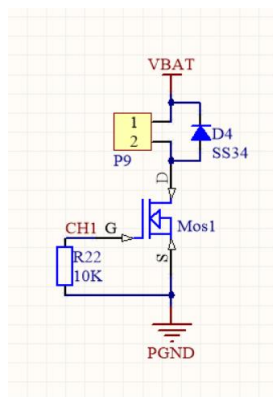 VBAT
1
2
P9
D4
SS34
D
CH1 G
Mos1
S
R22
10K
PGND